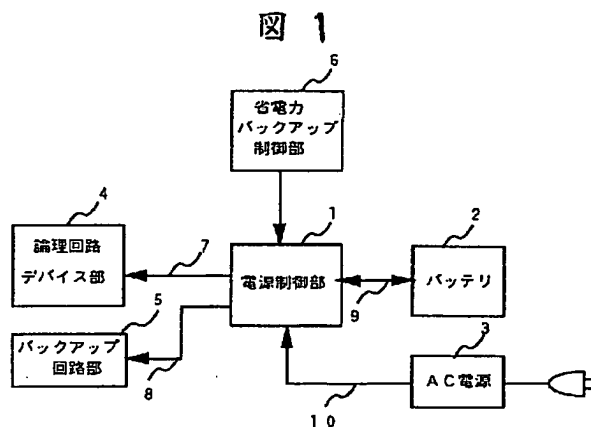 図 1
6
省電力
バックアップ
制御部
4
論理回路
デバイス部
7
1
電源制御部
2
バッテリ
9
5
バックアップ
回路部
8
3
AC電源
10